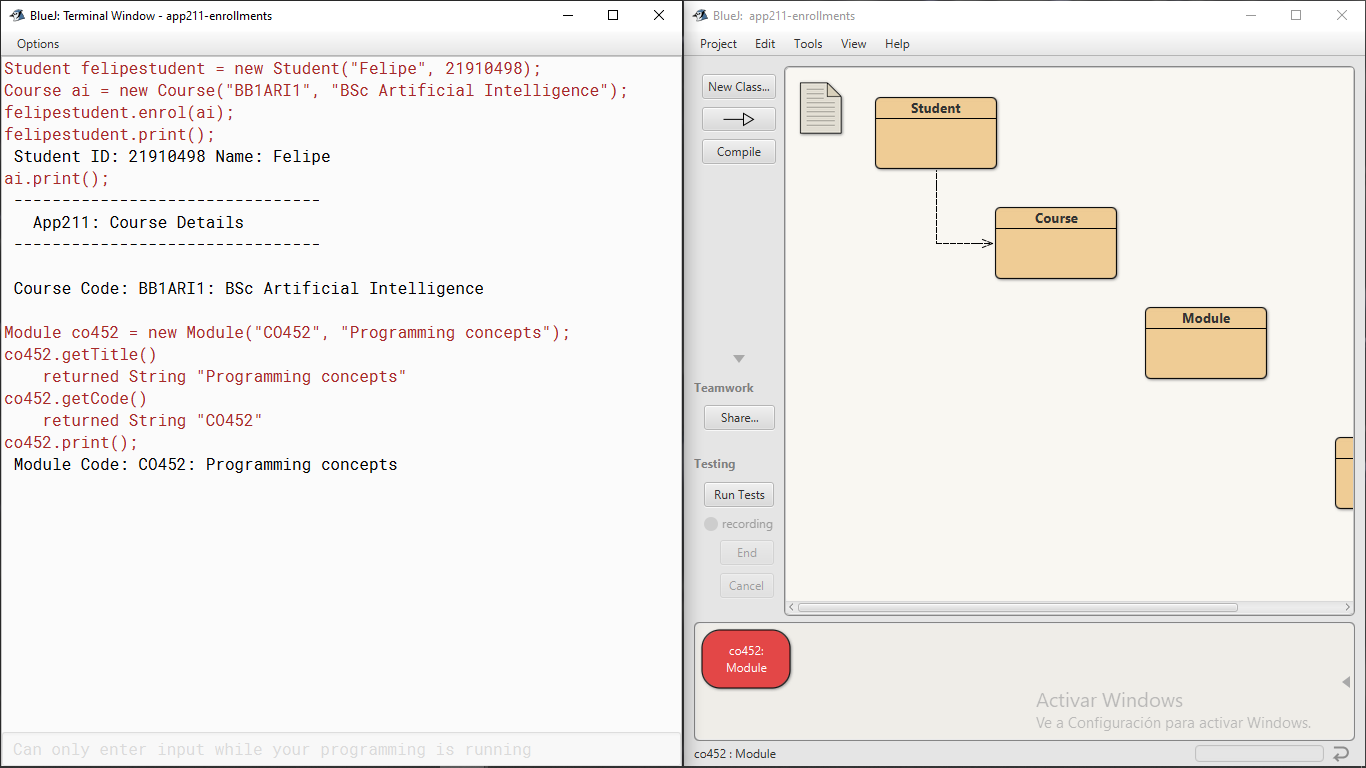 BlueJ: Terminal Window - app211-enrollments
Options
Student felipestudent = new Student("Felipe", 21910498);
Course ai = new Course("BB1ARI1", "BSc Artificial Intelligence");
felipestudent.enrol(ai);
felipestudent.print();
Student ID: 21910498 Name: Felipe
ai.print();
--------------------------------
App211: Course Details
--------------------------------
Course Code: BB1ARI1: BSc Artificial Intelligence
Module co452 = new Module("CO452", "Programming concepts");
co452.getTitle()
returned String "Programming concepts"
co452.getCode()
returned String "CO452"
co452.print();
Module Code: CO452: Programming concepts
Can only enter input while your programming is running
BlueJ: app211-enrollments
Project Edit Tools View Help
New Class...
Compile
Teamwork
Share...
Testing
Run Tests
recording
End
Cancel
Student
Course
Module
co452:
Module
Activar Windows
Ve a Configuración para activar Windows.
co452 : Module